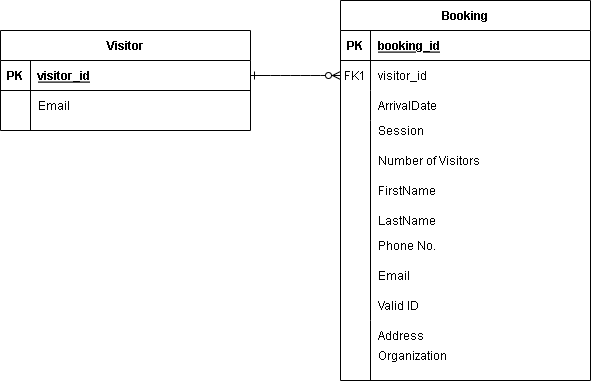 Visitor
PK visitor_id
Email
Booking
PK booking_id
FK1 visitor_id
ArrivalDate
Session
Number of Visitors
FirstName
LastName
Phone No.
Email
Valid ID
Address
Organization